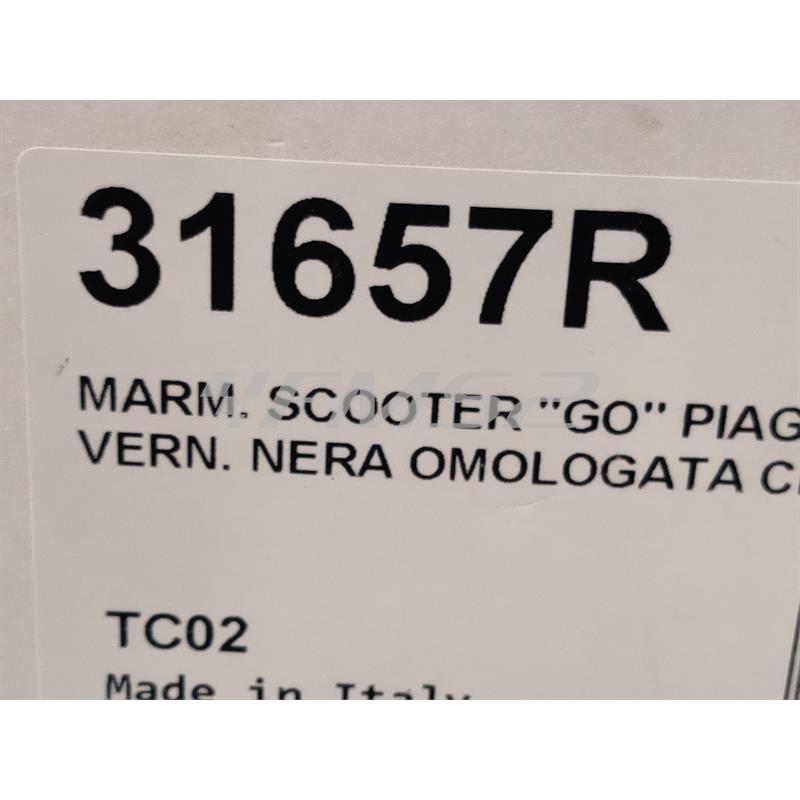 31657R
MARM. SCOOTER "GO" PIAG
VERN. NERA OMOLOGATA C
TC02
Made in Italy